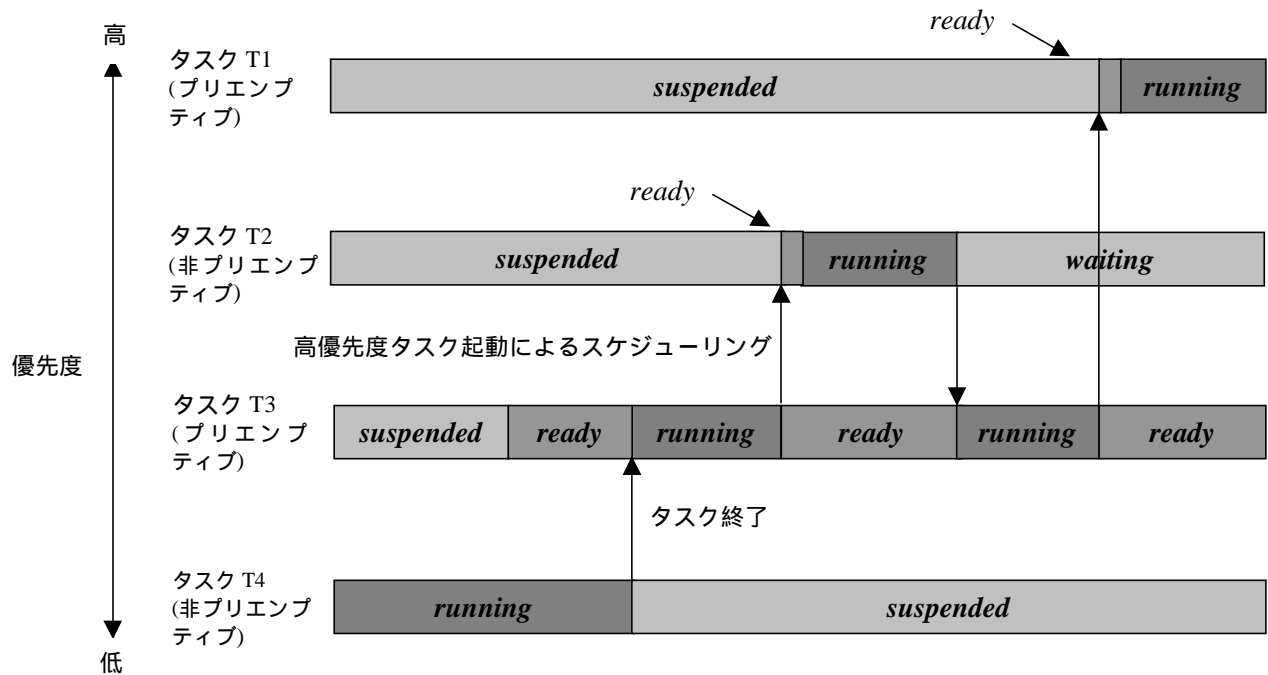 高
ready
タスク T1
(プリエンプ
ティブ)
suspended
running
ready
タスク T2
(非プリエンプ
ティブ)
suspended
running
waiting
高優先度タスク起動によるスケジューリング
優先度
タスク T3
(プリエンプ
ティブ)
suspended
ready
running
ready
running
ready
タスク終了
タスク T4
(非プリエンプ
ティブ)
running
suspended
低